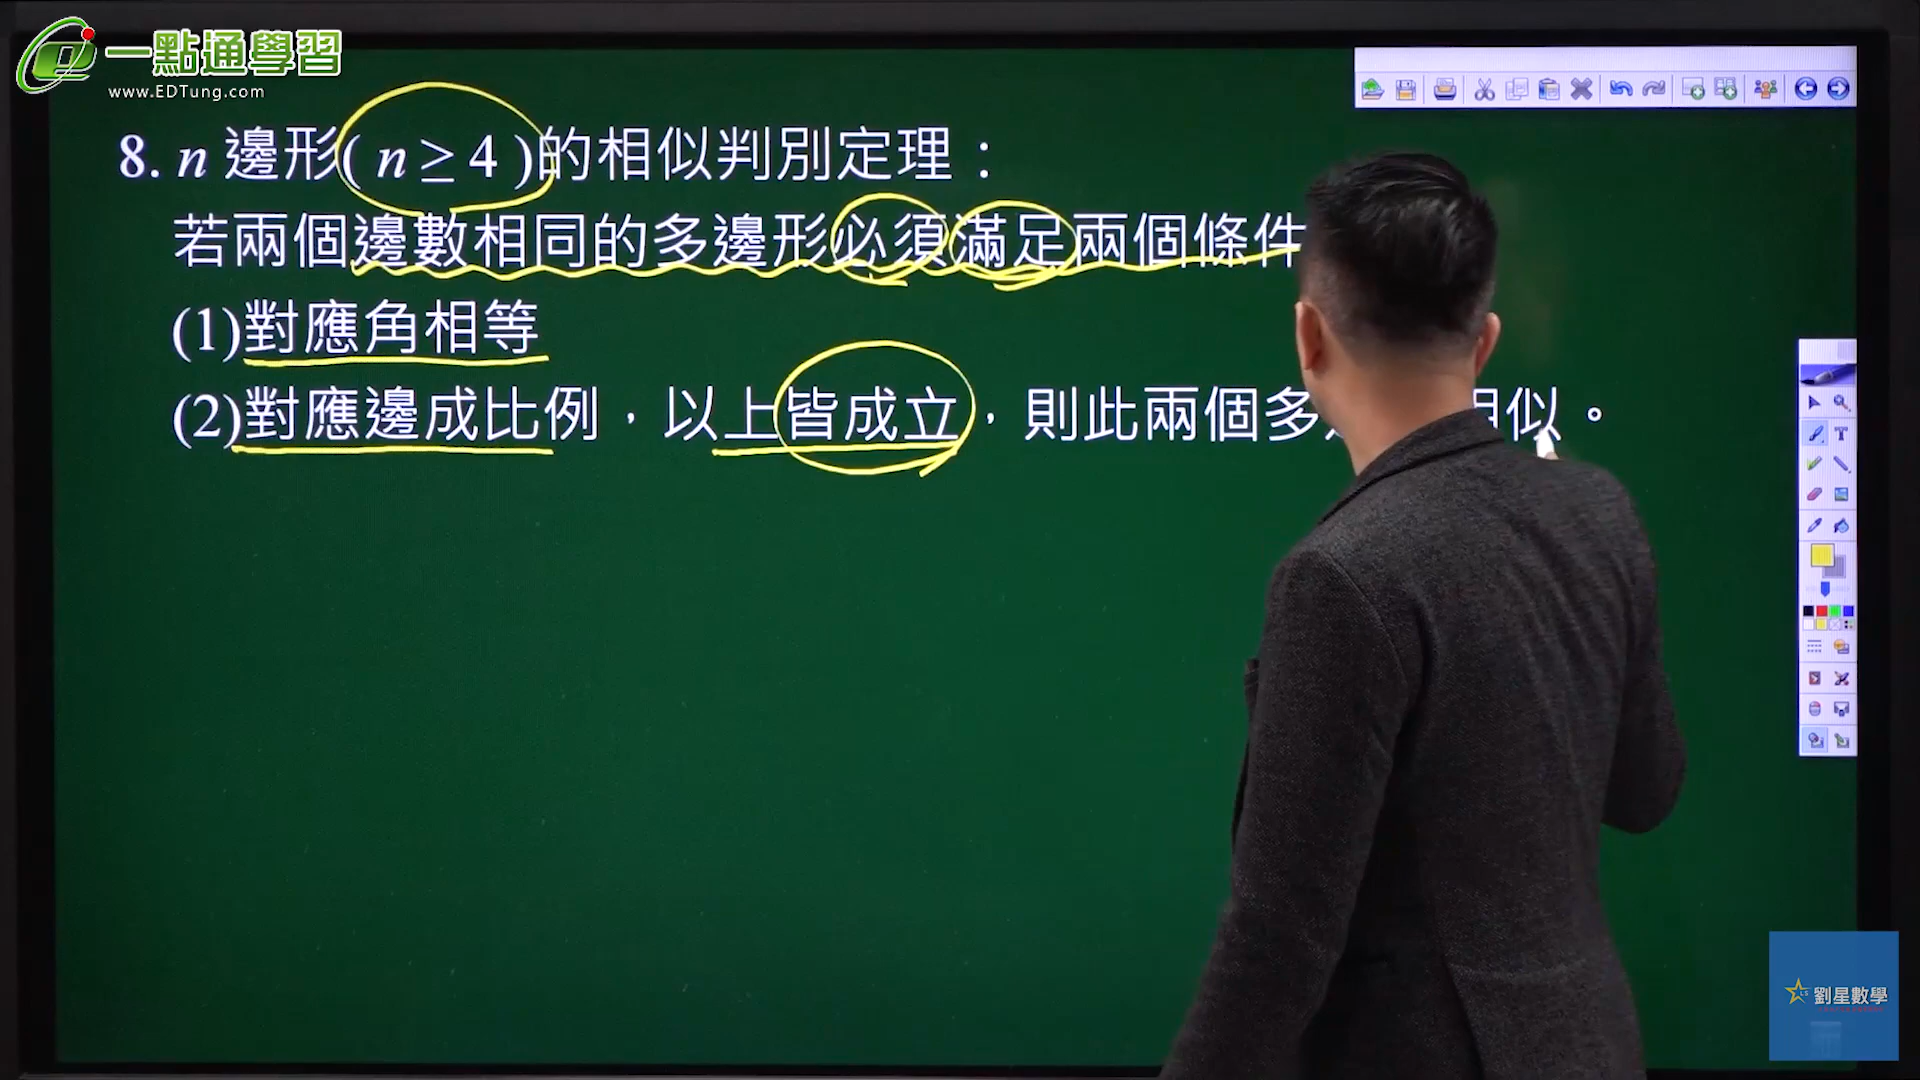 一點通學習
www.EDTung.com
8. n 邊形( n ≥ 4 )的相似判別定理：
若兩個邊數相同的多邊形必須滿足兩個條件
(1)對應角相等
(2)對應邊成比例，以上皆成立，則此兩個多 似。
劉星數學